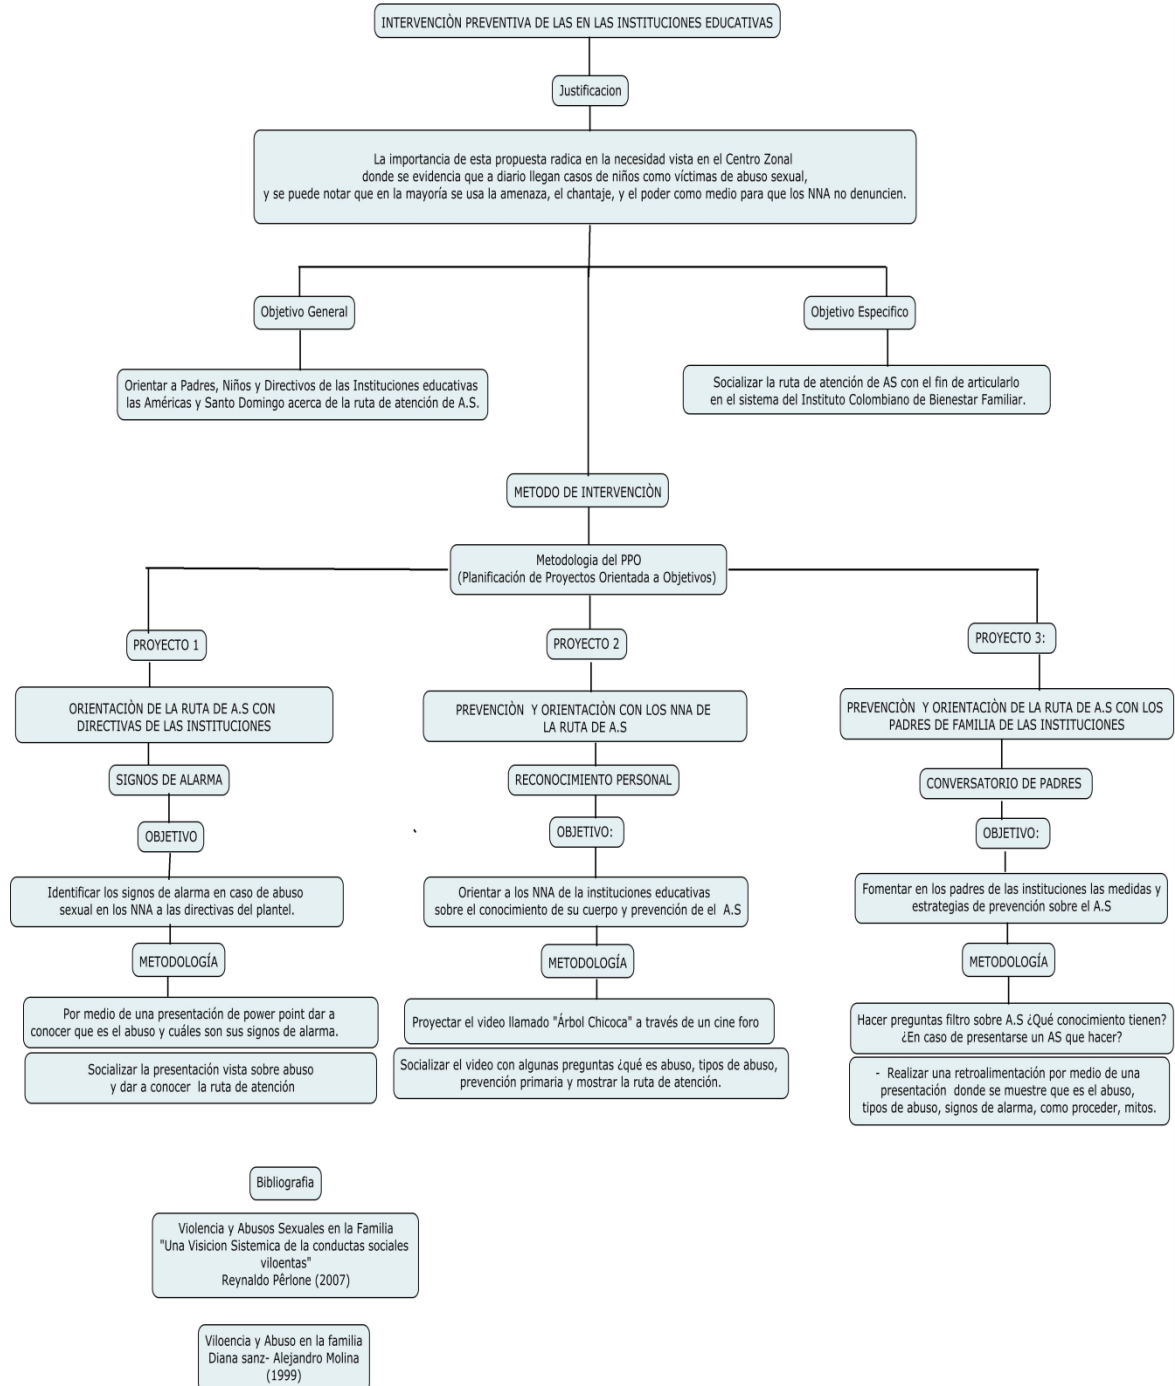 INTERVENCIÒN PREVENTIVA DE LAS EN LAS INSTITUCIONES EDUCATIVAS
Justificacion
La importancia de esta propuesta radica en la necesidad vista en el Centro Zonal
donde se evidencia que a diario llegan casos de niños como víctimas de abuso sexual,
y se puede notar que en la mayoría se usa la amenaza, el chantaje, y el poder como medio para que los NNA no denuncien.
Objetivo General
Orientar a Padres, Niños y Directivos de las Instituciones educativas
las Américas y Santo Domingo acerca de la ruta de atención de A.S.
Objetivo Especifico
Socializar la ruta de atención de AS con el fin de articularlo
en el sistema del Instituto Colombiano de Bienestar Familiar.
METODO DE INTERVENCIÒN
Metodologia del PPO
(Planificación de Proyectos Orientada a Objetivos)
PROYECTO 1
ORIENTACIÒN DE LA RUTA DE A.S CON
DIRECTIVAS DE LAS INSTITUCIONES
SIGNOS DE ALARMA
OBJETIVO
Identificar los signos de alarma en caso de abuso
sexual en los NNA a las directivas del plantel.
METODOLOGÍA
Por medio de una presentación de power point dar a
conocer que es el abuso y cuáles son sus signos de alarma.
Socializar la presentación vista sobre abuso
y dar a conocer la ruta de atención
PROYECTO 2
PREVENCIÒN Y ORIENTACIÒN CON LOS NNA DE
LA RUTA DE A.S
RECONOCIMIENTO PERSONAL
OBJETIVO:
Orientar a los NNA de la instituciones educativas
sobre el conocimiento de su cuerpo y prevención de el A.S
METODOLOGÍA
Proyectar el video llamado "Árbol Chicoca" a través de un cine foro
Socializar el video con algunas preguntas ¿qué es abuso, tipos de abuso,
prevención primaria y mostrar la ruta de atención.
PROYECTO 3:
PREVENCIÒN Y ORIENTACIÒN DE LA RUTA DE A.S CON LOS
PADRES DE FAMILIA DE LAS INSTITUCIONES
CONVERSATORIO DE PADRES
OBJETIVO:
Fomentar en los padres de las instituciones las medidas y
estrategias de prevención sobre el A.S
METODOLOGÍA
Hacer preguntas filtro sobre A.S ¿Qué conocimiento tienen?
¿En caso de presentarse un AS que hacer?
- Realizar una retroalimentación por medio de una
presentación donde se muestre que es el abuso,
tipos de abuso, signos de alarma, como proceder, mitos.
Bibliografia
Violencia y Abusos Sexuales en la Familia
"Una Visicion Sistemica de la conductas sociales
viloentas"
Reynaldo Pêrlone (2007)
Viloencia y Abuso en la familia
Diana sanz- Alejandro Molina
(1999)